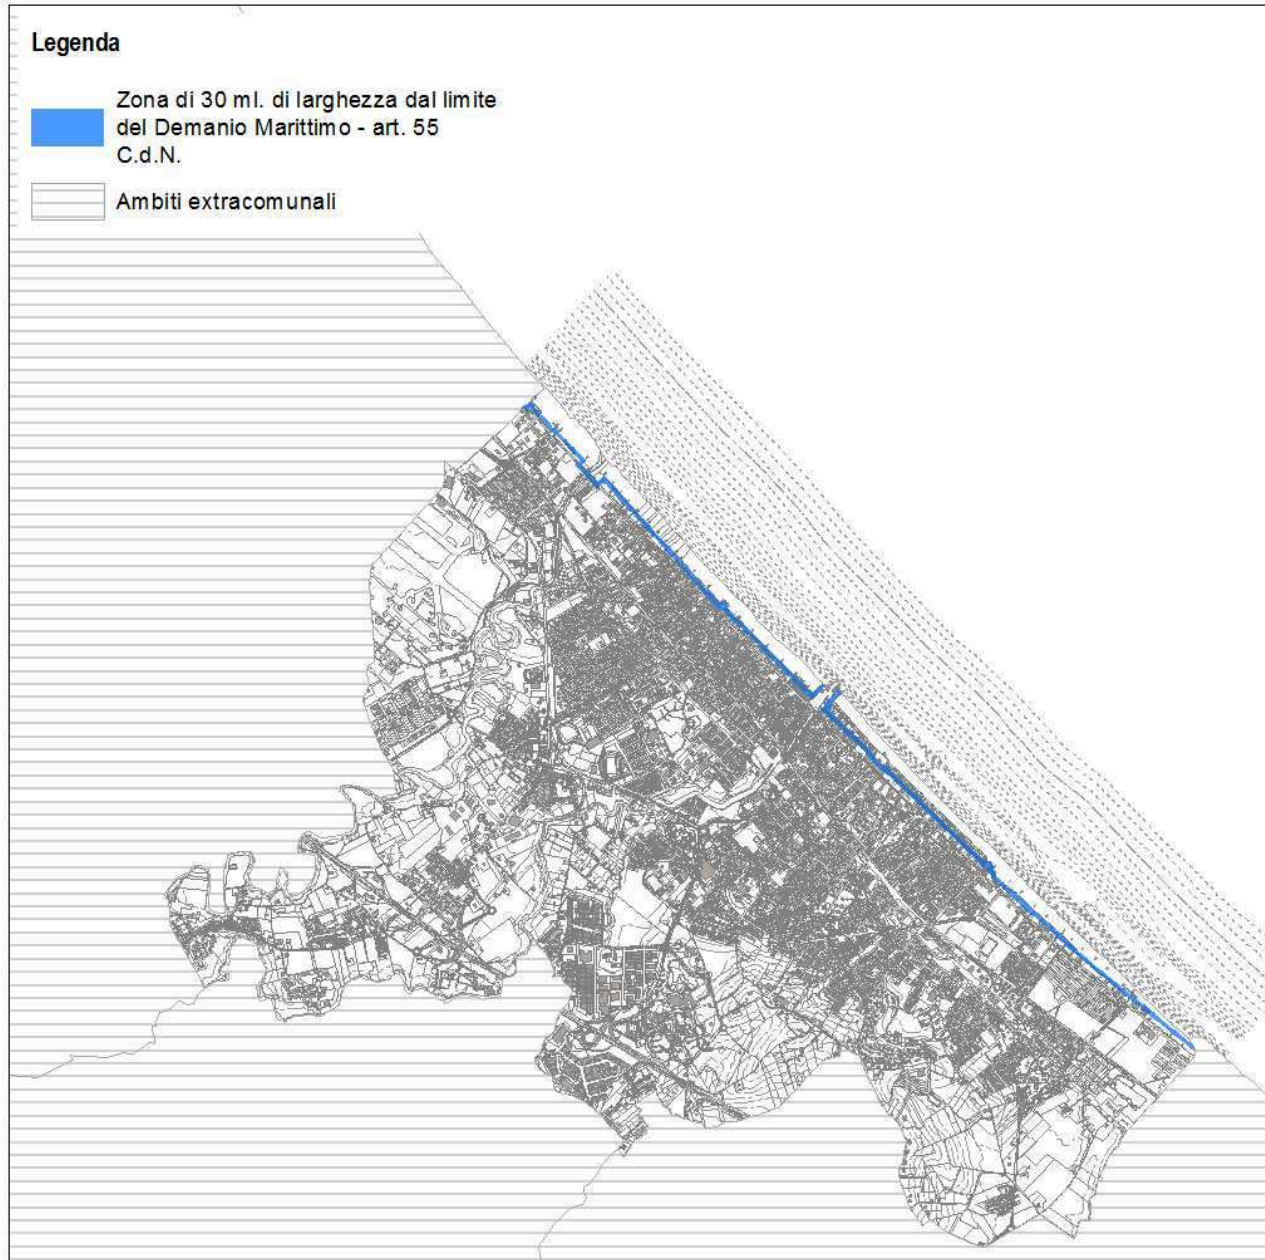 Legenda
Zona di 30 ml. di larghezza dal limite
del Demanio Marittimo - art. 55
C.d.N.
Ambiti extracomunali